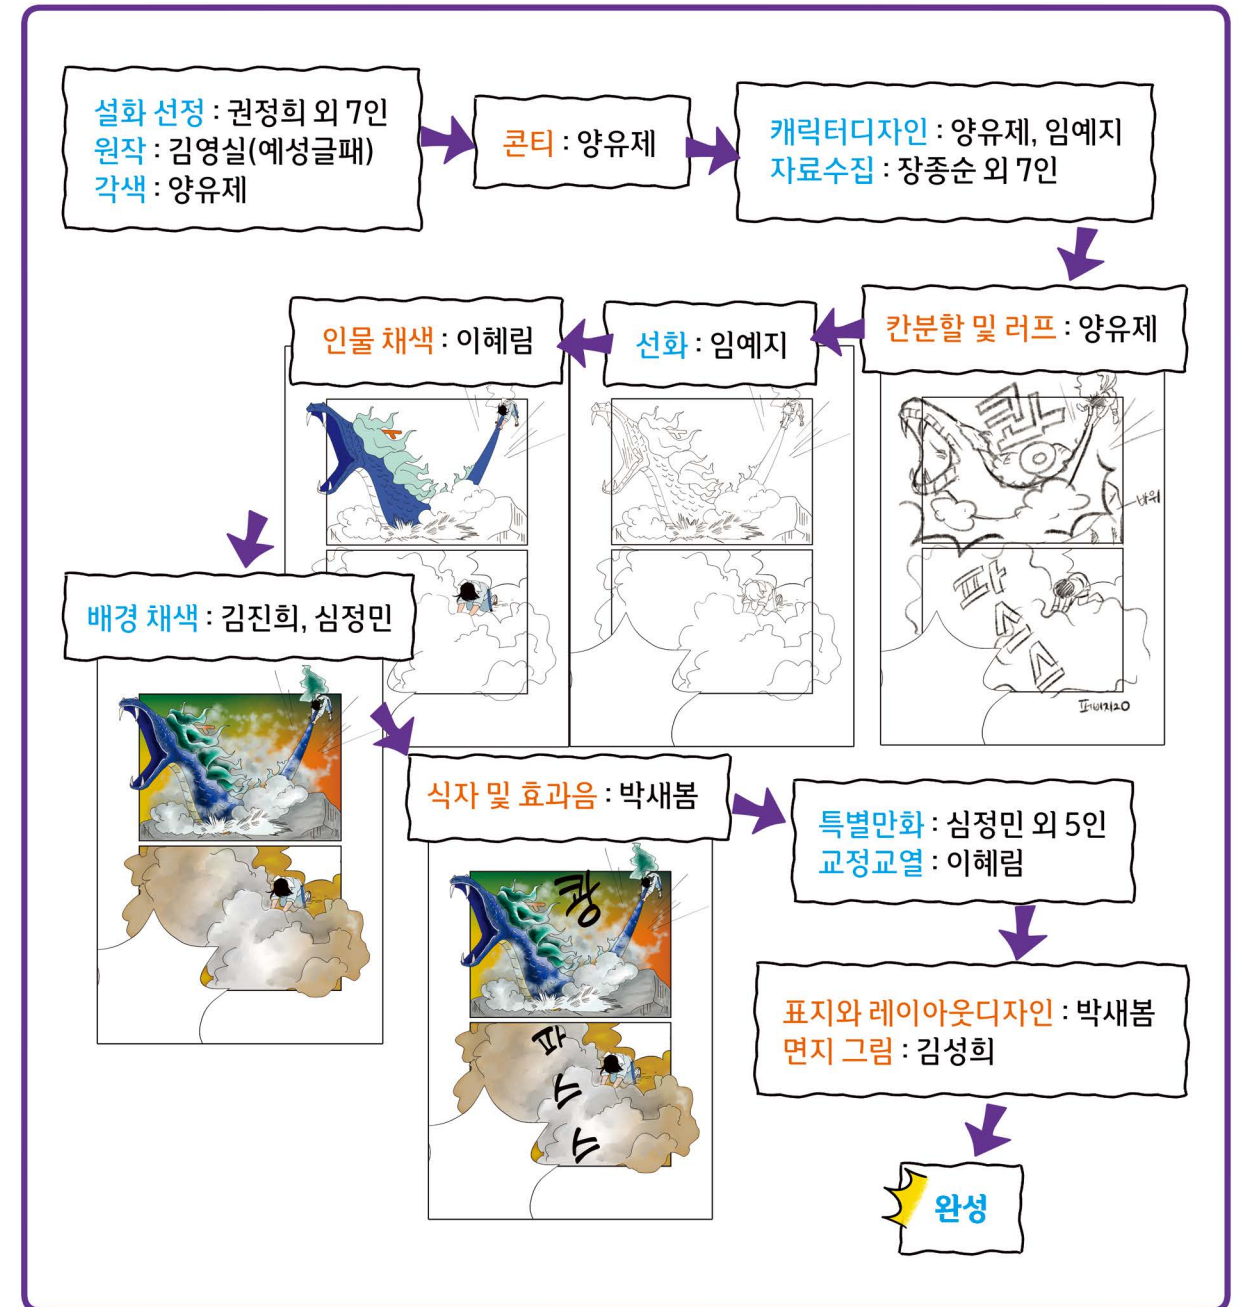 설화 선정 : 권정희 외 7인
원작 : 김영실(예성글패)
각색 : 양유제
콘티 : 양유제
캐릭터디자인 : 양유제, 임예지
자료수집 : 장종순 외 7인
칸분할 및 러프 : 양유제
콰
바위
파
지
직
페이지20
선화 : 임예지
인물 채색 : 이혜림
배경 채색 : 김진희, 심정민
식자 및 효과음 : 박새봄
쾅
파
스
스
특별만화 : 심정민 외 5인
교정교열 : 이혜림
표지와 레이아웃디자인 : 박새봄
면지 그림 : 김성희
완성